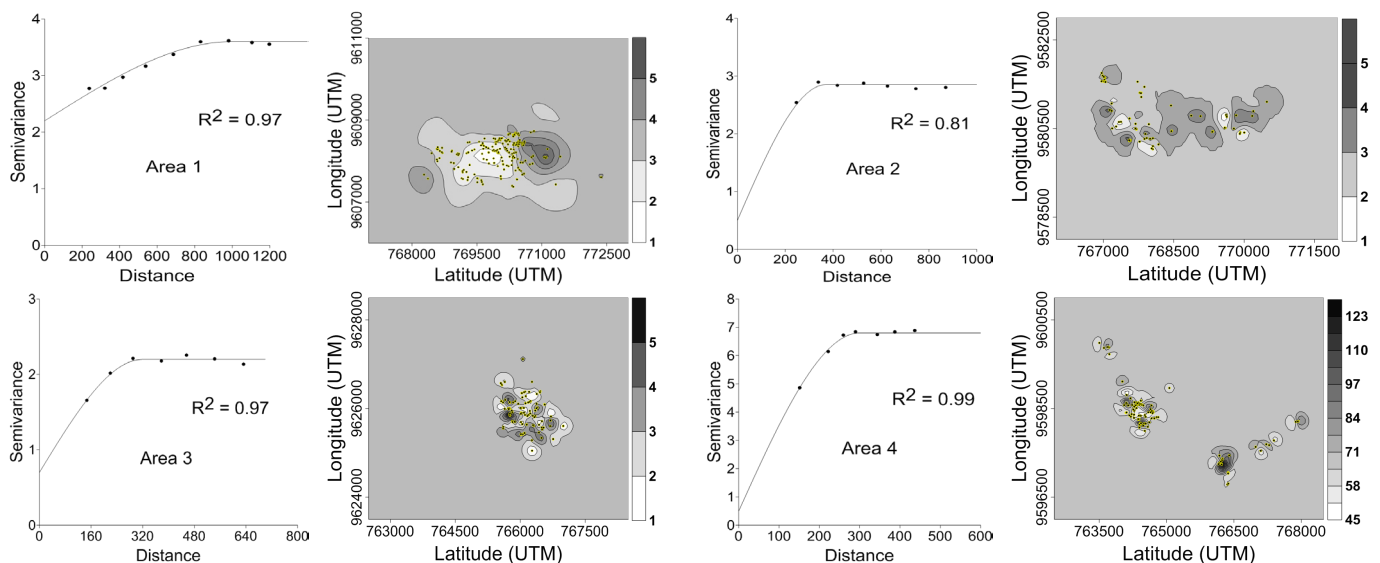 4
3
2
1
0
Semivariance
R² = 0.97
Area 1
0 200 400 600 800 1000 1200
Distance
9611000
9609000
9607000
Longitude (UTM)
768000 769500 771000 772500
Latitude (UTM)
5
4
3
2
1
4
3
2
1
0
Semivariance
R² = 0.81
Area 2
0 200 400 600 800 1000
Distance
9582500
9580500
9578500
Longitude (UTM)
767000 768500 770000 771500
Latitude (UTM)
5
4
3
2
1
3
2
1
0
Semivariance
R² = 0.97
Area 3
0 160 320 480 640 800
Distance
9628000
9626000
9624000
Longitude (UTM)
763000 764500 766000 767500
Latitude (UTM)
5
4
3
2
1
8
7
6
5
4
3
2
1
0
Semivariance
R² = 0.99
Area 4
0 100 200 300 400 500 600
Distance
9600500
9598500
9596500
Longitude (UTM)
763500 765000 766500 768000
Latitude (UTM)
123
110
97
84
71
58
45